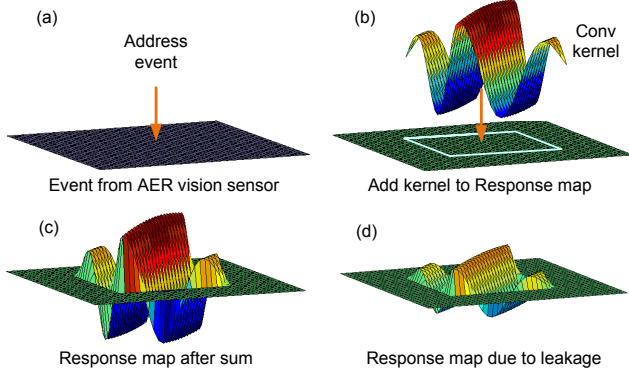 (a)
Address
event
Event from AER vision sensor
(b)
Conv
kernel
Add kernel to Response map
(c)
Response map after sum
(d)
Response map due to leakage